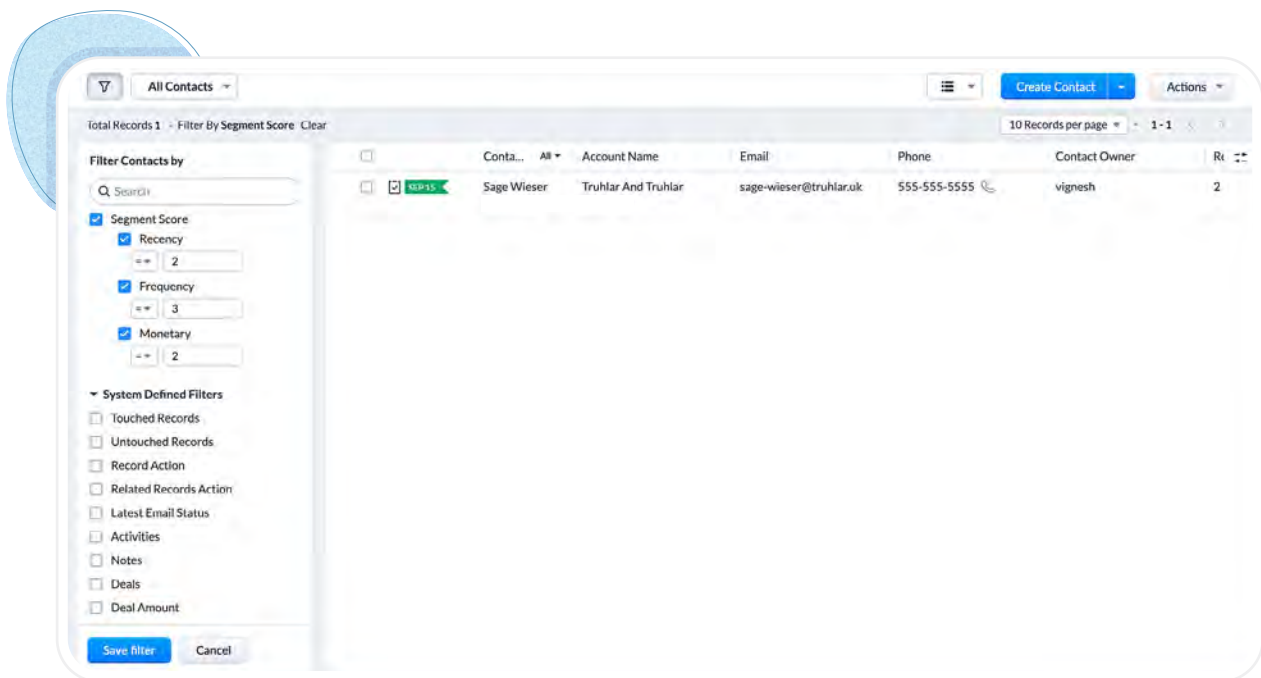 All Contacts
Create Contact
Actions
Total Records 1 - Filter By Segment Score Clear
10 Records per page - 1 - 1
Filter Contacts by
Search
Segment Score
Recency
= 2
Frequency
= 3
Monetary
= 2
System Defined Filters
Touched Records
Untouched Records
Record Action
Related Records Action
Latest Email Status
Activities
Notes
Deals
Deal Amount
Save filter Cancel
Conta... All Account Name Email Phone Contact Owner
SEP 15 Sage Wieser Truhlar And Truhlar sage-wieser@truhlar.uk 555-555-5555 vignesh 2